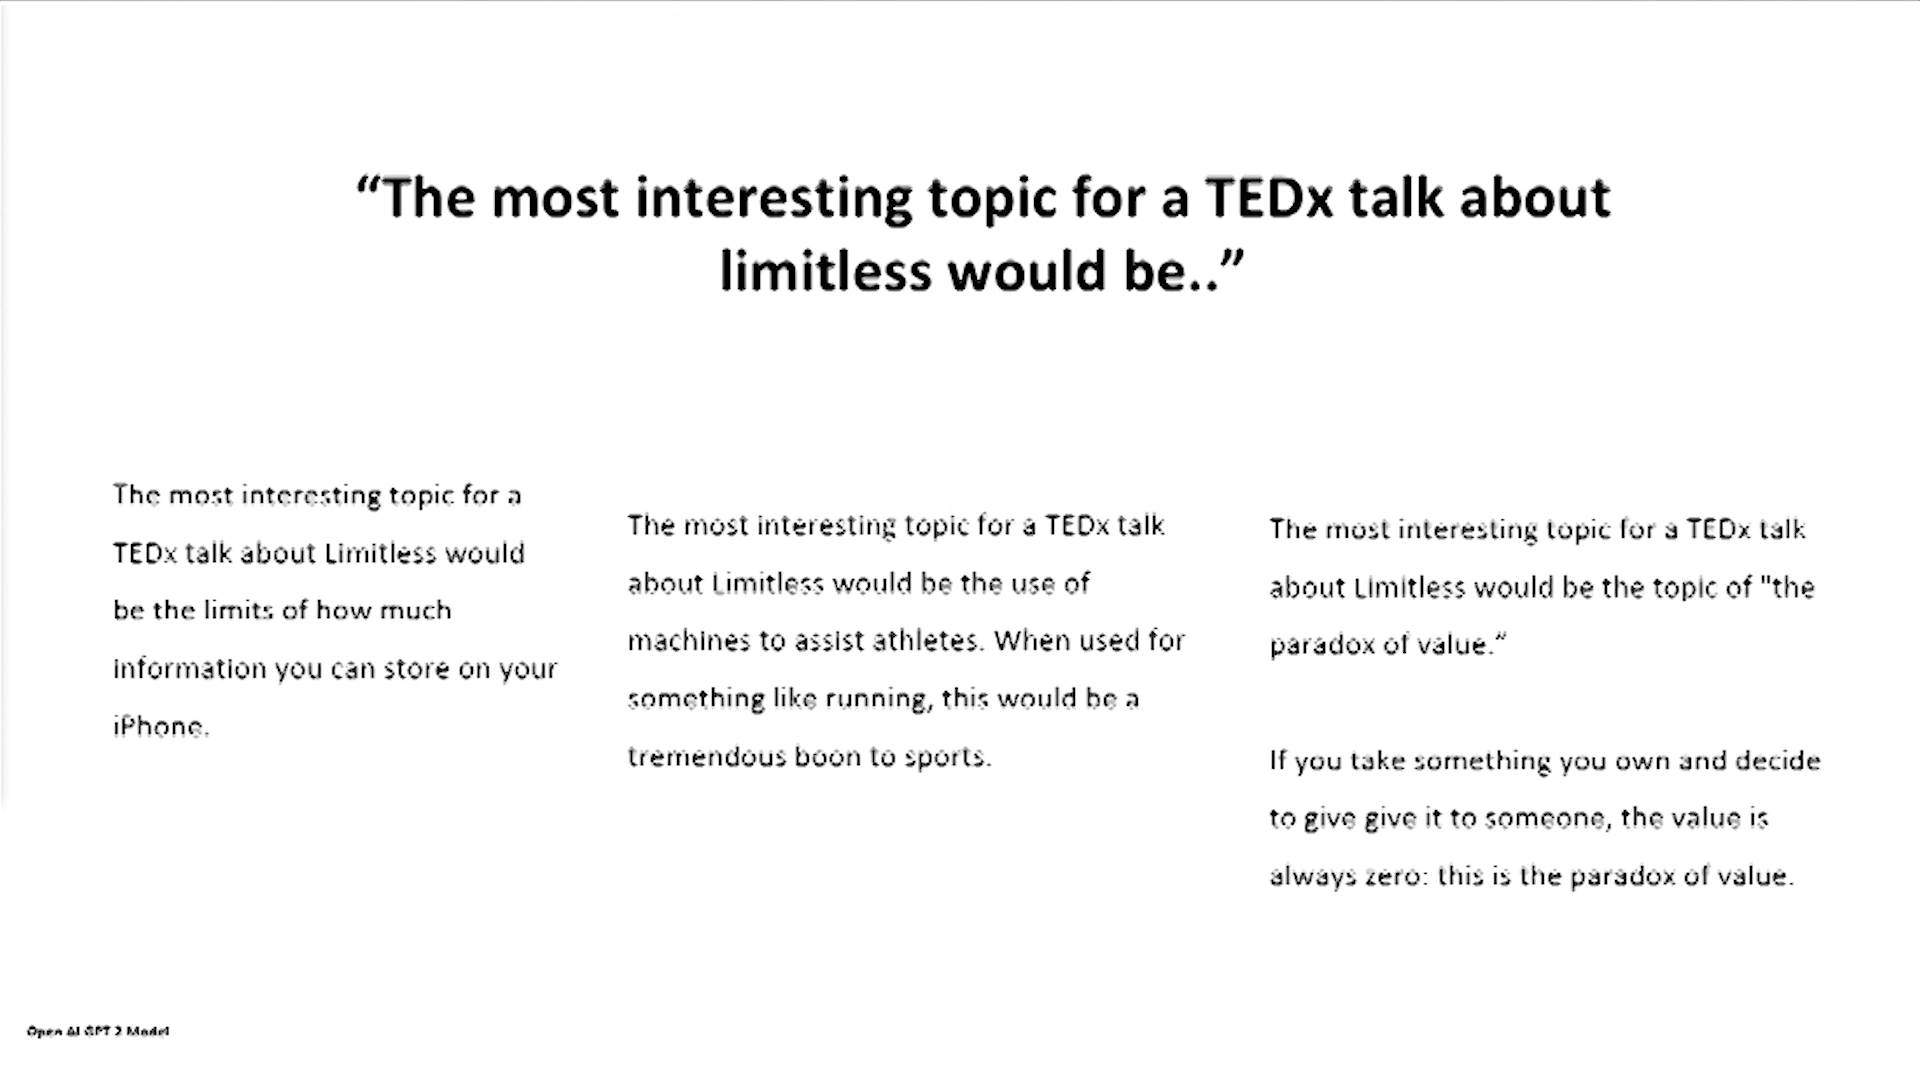 “The most interesting topic for a TEDx talk about
limitless would be..”
The most interesting topic for a
TEDx talk about Limitless would
be the limits of how much
information you can store on your
iPhone.
The most interesting topic for a TEDx talk
about Limitless would be the use of
machines to assist athletes. When used for
something like running, this would be a
tremendous boon to sports.
The most interesting topic for a TEDx talk
about Limitless would be the topic of "the
paradox of value.”
If you take something you own and decide
to give give it to someone, the value is
always zero: this is the paradox of value.
Open AI GPT 2 Model